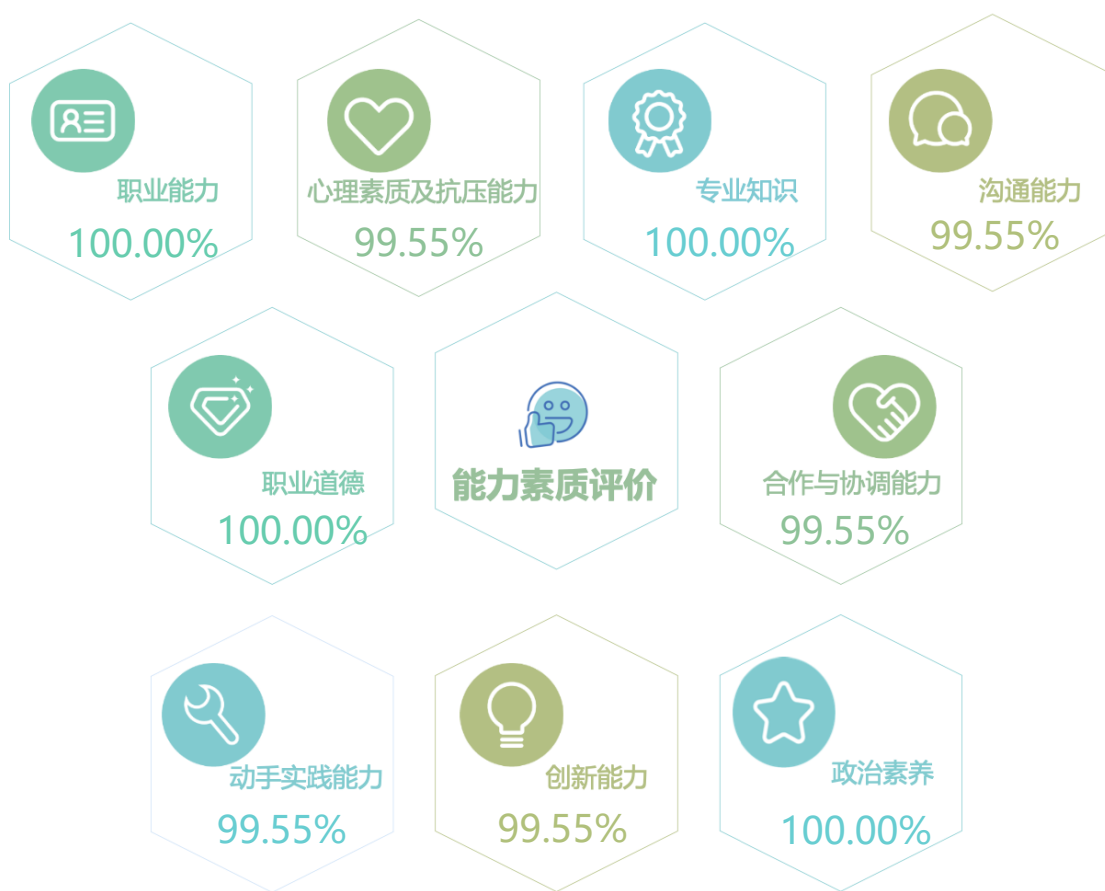 职业能力
100.00%
心理素质及抗压能力
99.55%
专业知识
100.00%
沟通能力
99.55%
职业道德
100.00%
能力素质评价
合作与协调能力
99.55%
动手实践能力
99.55%
创新能力
99.55%
政治素养
100.00%